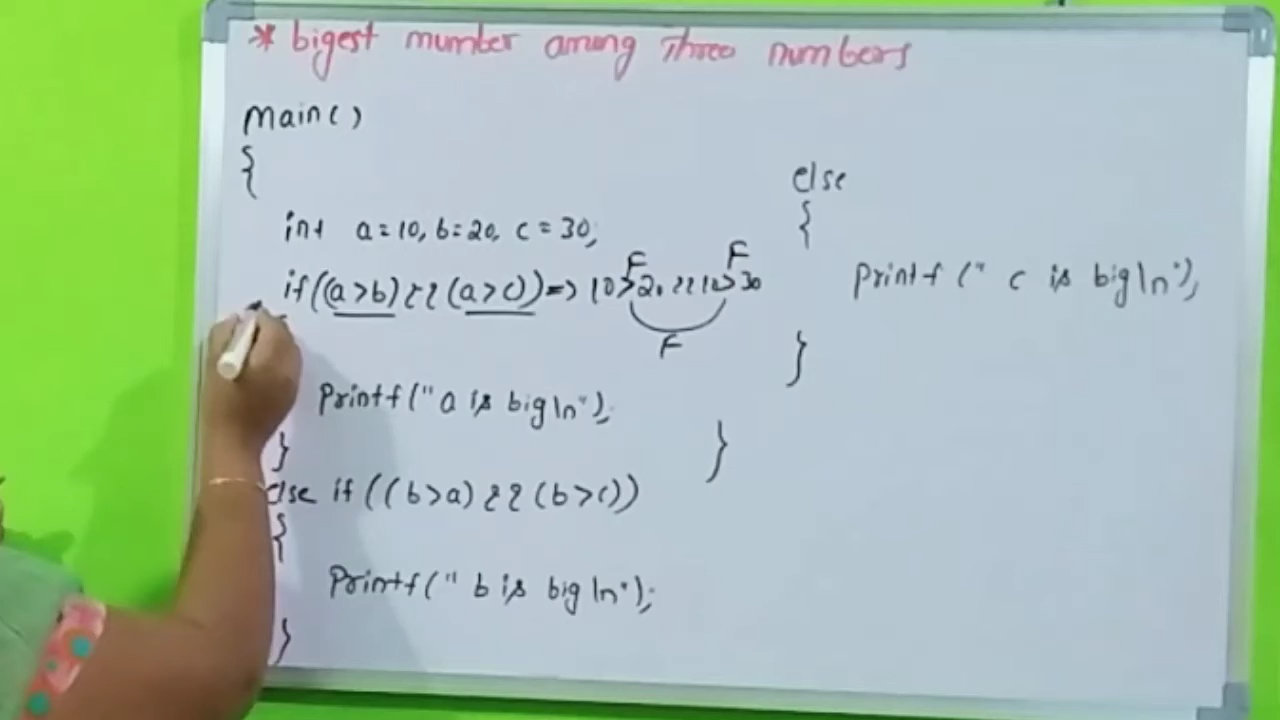 * bigest number among Three numbers
main()
{
int a=10, b=20, c=30;
if((a>b) && (a>c)) => 10>20 && 10>30
F F
F
printf("a is big\n");
}
else if((b>a) && (b>c))
{
printf(" b is big\n");
}
else
{
printf(" c is big\n");
}
}